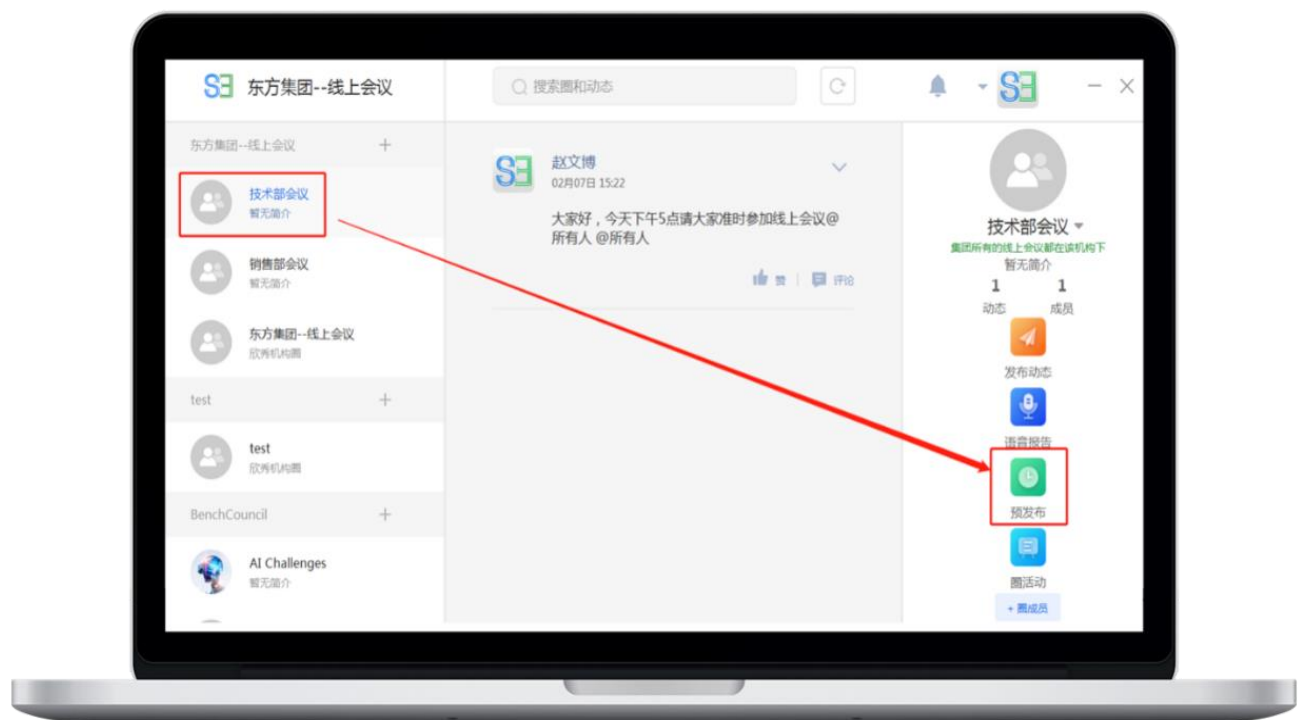 SE 东方集团--线上会议
搜索圈和动态
SE
东方集团--线上会议 +
技术部会议
暂无简介
销售部会议
暂无简介
东方集团--线上会议
欣秀机构圈
test +
test
欣秀机构圈
BenchCouncil +
AI Challenges
暂无简介
SE 赵文博
02月07日 15:22
大家好，今天下午5点请大家准时参加线上会议@
所有人 @所有人
赞 | 评论
技术部会议
集团所有的线上会议都在该机构下
暂无简介
1 1
动态 成员
发布动态
语音报告
预发布
圈活动
+ 圈成员